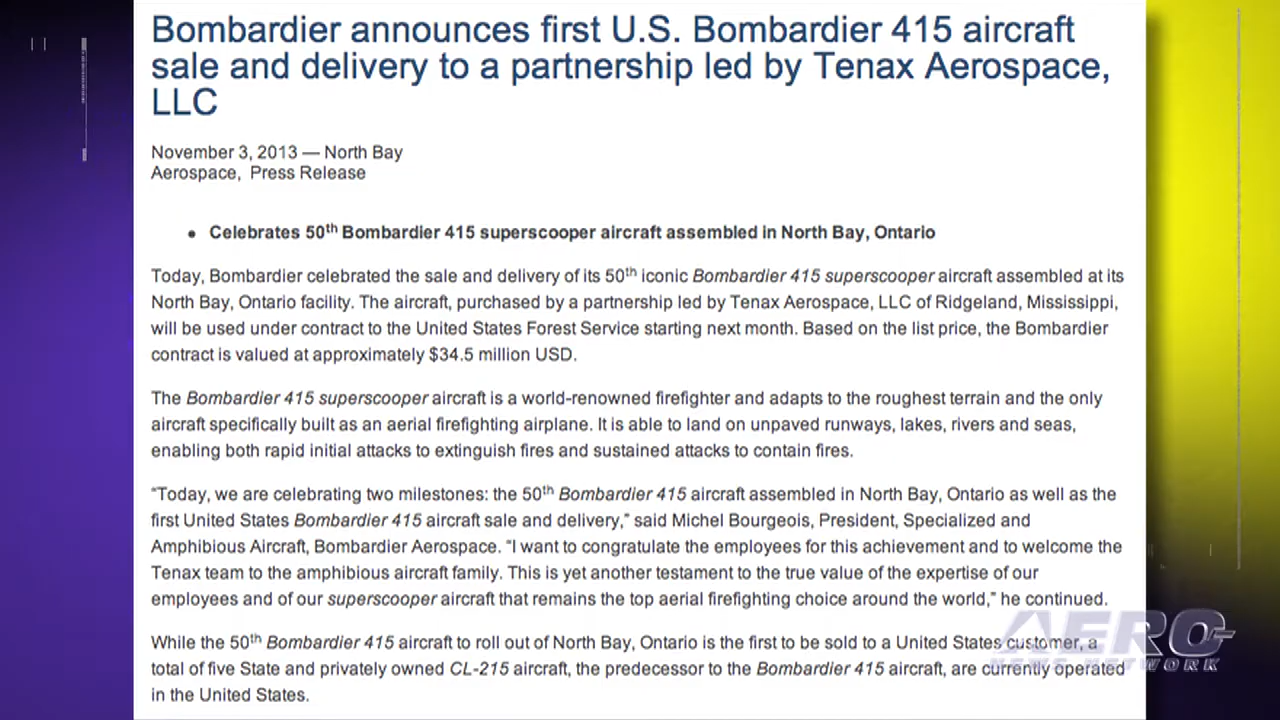 Bombardier announces first U.S. Bombardier 415 aircraft
sale and delivery to a partnership led by Tenax Aerospace,
LLC
November 3, 2013 — North Bay
Aerospace, Press Release
• Celebrates 50th Bombardier 415 superscooper aircraft assembled in North Bay, Ontario
Today, Bombardier celebrated the sale and delivery of its 50th iconic Bombardier 415 superscooper aircraft assembled at its
North Bay, Ontario facility. The aircraft, purchased by a partnership led by Tenax Aerospace, LLC of Ridgeland, Mississippi,
will be used under contract to the United States Forest Service starting next month. Based on the list price, the Bombardier
contract is valued at approximately $34.5 million USD.
The Bombardier 415 superscooper aircraft is a world-renowned firefighter and adapts to the roughest terrain and the only
aircraft specifically built as an aerial firefighting airplane. It is able to land on unpaved runways, lakes, rivers and seas,
enabling both rapid initial attacks to extinguish fires and sustained attacks to contain fires.
“Today, we are celebrating two milestones: the 50th Bombardier 415 aircraft assembled in North Bay, Ontario as well as the
first United States Bombardier 415 aircraft sale and delivery,” said Michel Bourgeois, President, Specialized and
Amphibious Aircraft, Bombardier Aerospace. “I want to congratulate the employees for this achievement and to welcome the
Tenax team to the amphibious aircraft family. This is yet another testament to the true value of the expertise of our
employees and of our superscooper aircraft that remains the top aerial firefighting choice around the world,” he continued.
While the 50th Bombardier 415 aircraft to roll out of North Bay, Ontario is the first to be sold to a United States customer, a
total of five State and privately owned CL-215 aircraft, the predecessor to the Bombardier 415 aircraft, are currently operated
in the United States.
AERO
NEWS NETWORK